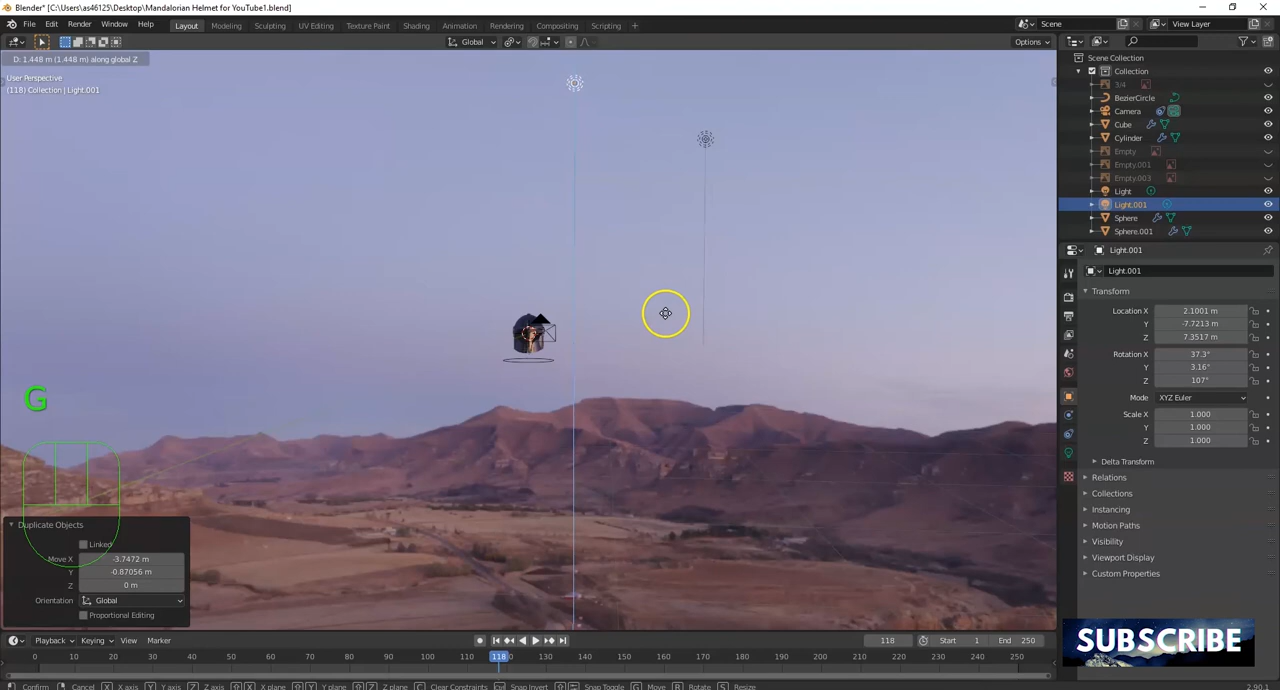 Blender* [C:\Users\as46125\Desktop\Mandalorian Helmet for YouTube1.blend]
File Edit Render Window Help Layout Modeling Sculpting UV Editing Texture Paint Shading Animation Rendering Compositing Scripting + Scene View Layer
Global Options
D: 1.448 m (1.448 m) along global Z
User Perspective
(118) Collection | Light.001
Scene Collection
Collection
3/4
BezierCircle
Camera
Cube
Cylinder
Empty
Empty.001
Empty.003
Light
Light.001
Sphere
Sphere.001
Light.001
Light.001
Transform
Location X 2.1001 m
Y -7.7213 m
Z 7.3517 m
Rotation X 37.3°
Y 3.16°
Z 107°
Mode XYZ Euler
Scale X 1.000
Y 1.000
Z 1.000
Delta Transform
Relations
Collections
Instancing
Motion Paths
Visibility
Viewport Display
Custom Properties
G
Duplicate Objects
Linked
Move X -3.7472 m
Y -0.87056 m
Z 0 m
Orientation Global
Proportional Editing
Playback Keying View Marker 118 Start 1 End 250
0 10 20 30 40 50 60 70 80 90 100 110 118 120 130 140 150 160 170 180 190 200 210 220 230 240 250
SUBSCRIBE
Confirm Cancel X X axis Y Y axis Z Z axis X X plane Y Y plane Z Z plane C Clear Constraints Snap Invert Snap Toggle G Move R Rotate S Resize 2.90.1